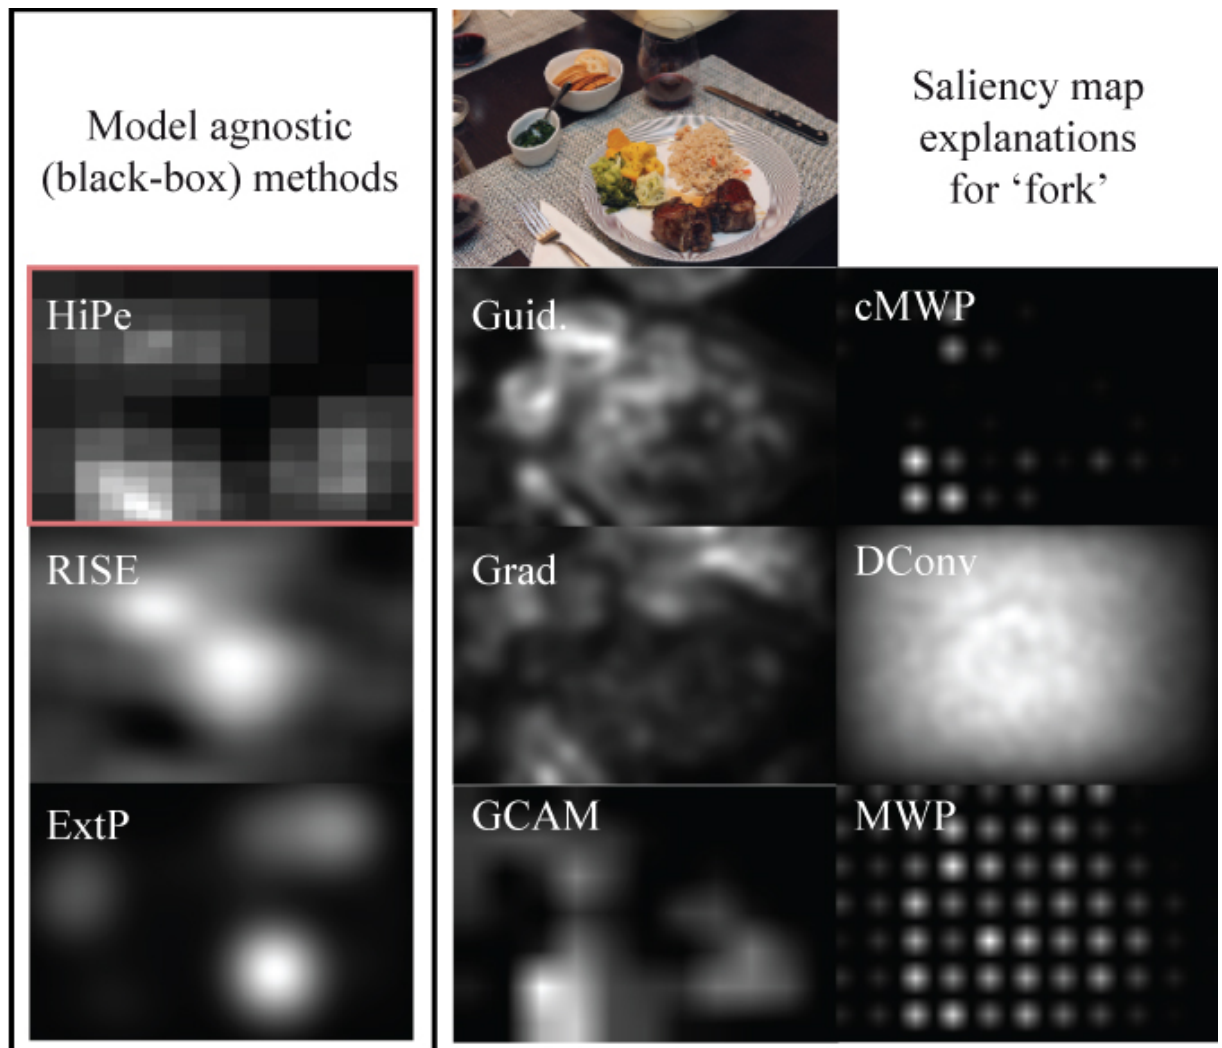 Model agnostic
(black-box) methods
Saliency map
explanations
for ‘fork’
HiPe
Guid.
cMWP
RISE
Grad
DConv
ExtP
GCAM
MWP